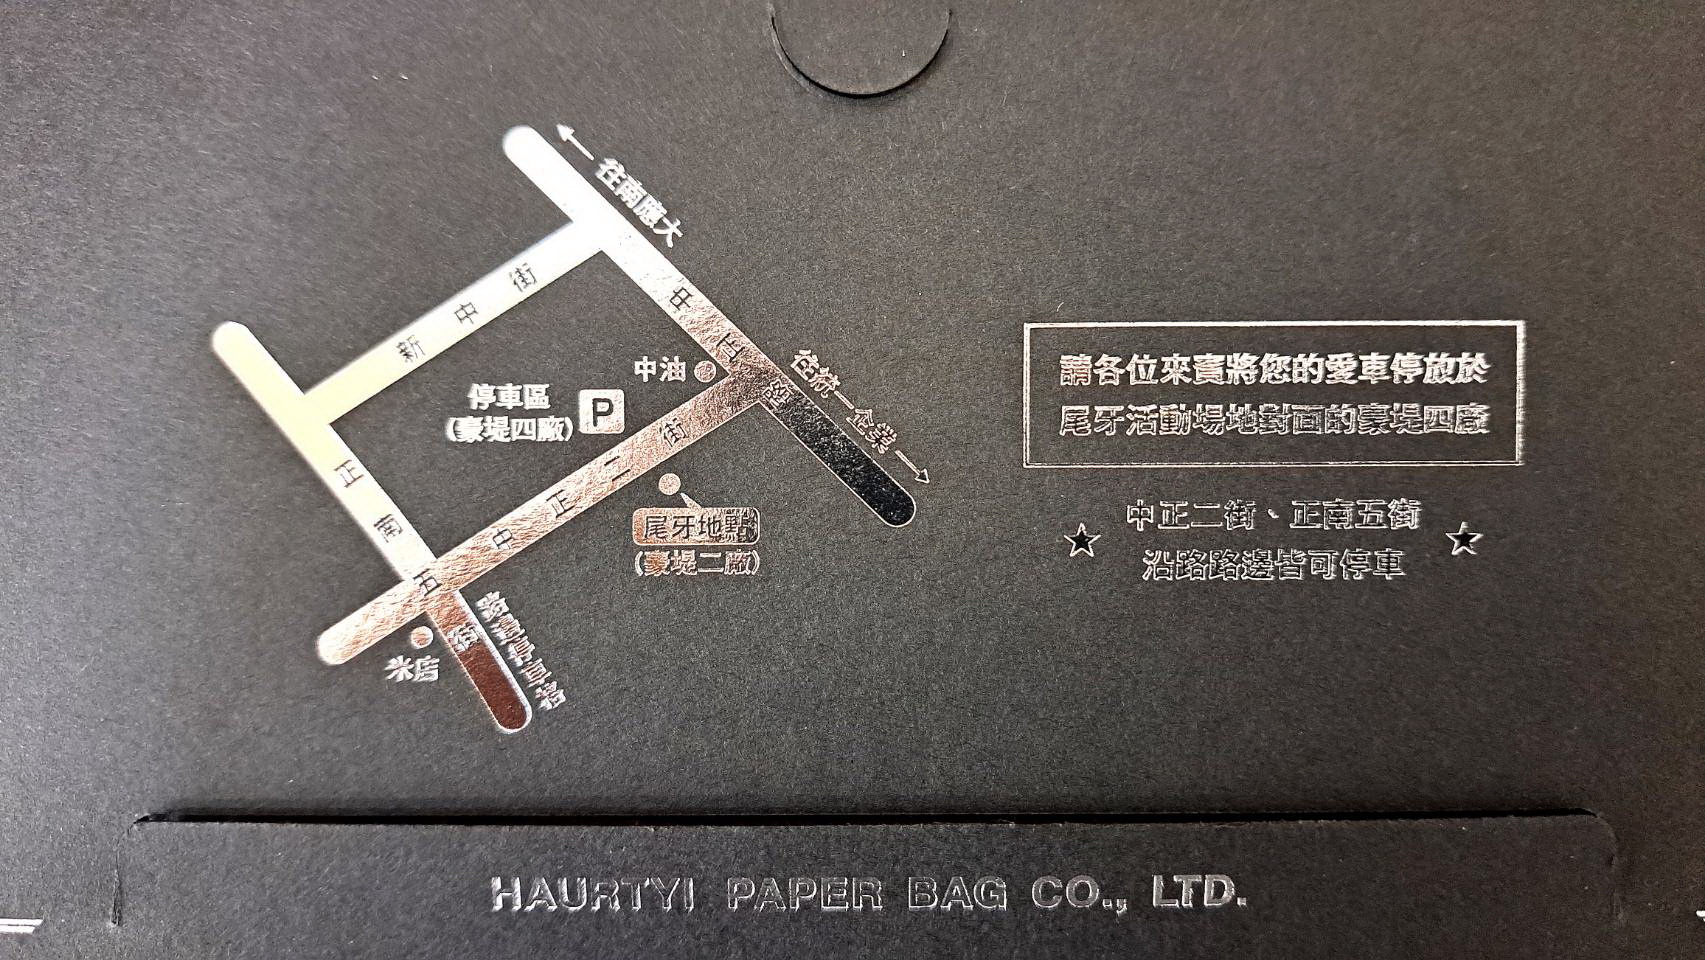 ←往南應大
中正路
新中街
往統一企業→
中油
停車區
(豪堤四廠)
P
中正二街
正南五街
尾牙地點
(豪堤二廠)
米店
請各位來賓將您的愛車停放於
尾牙活動場地對面的豪堤四廠
★中正二街、正南五街★
沿路路邊皆可停車
HAURTYI PAPER BAG CO., LTD.